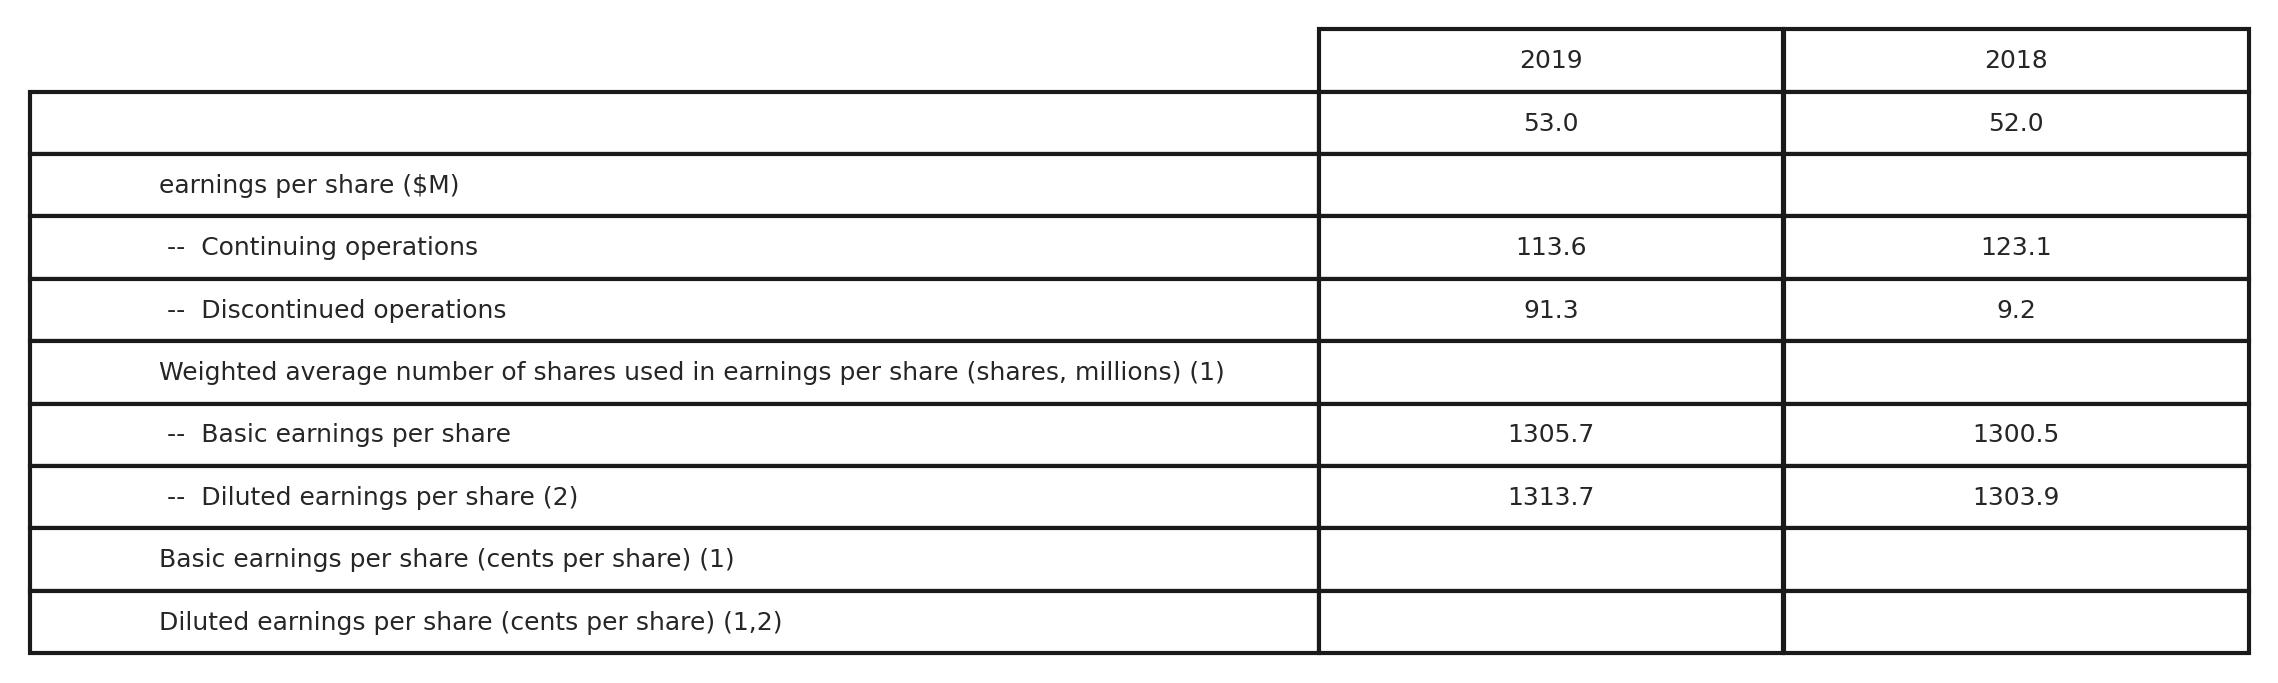 2019 2018
53.0 52.0
earnings per share ($M)
-- Continuing operations 113.6 123.1
-- Discontinued operations 91.3 9.2
Weighted average number of shares used in earnings per share (shares, millions) (1)
-- Basic earnings per share 1305.7 1300.5
-- Diluted earnings per share (2) 1313.7 1303.9
Basic earnings per share (cents per share) (1)
Diluted earnings per share (cents per share) (1,2)